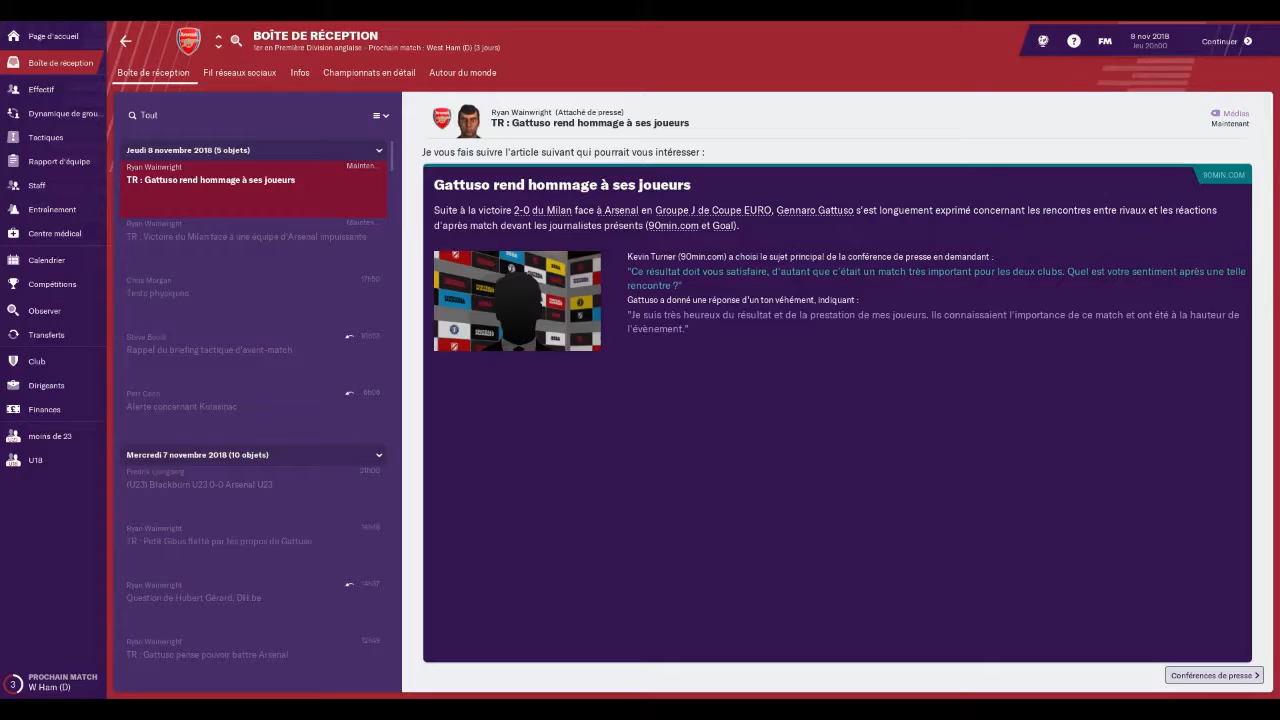 Page d'accueil
Boîte de réception
Effectif
Dynamique de grou...
Tactiques
Rapport d'équipe
Staff
Entraînement
Centre médical
Calendrier
Compétitions
Observer
Transferts
Club
Dirigeants
Finances
moins de 23
U18
PROCHAIN MATCH
3
W Ham (D)
BOÎTE DE RÉCEPTION
1er en Première Division anglaise - Prochain match : West Ham (D) (3 jours)
FM
8 nov 2018
jeu 20h00
Continuer
Boîte de réception
Fil réseaux sociaux
Infos
Championnats en détail
Autour du monde
Tout
Jeudi 8 novembre 2018 (5 objets)
Ryan Wainwright Mainten...
TR : Gattuso rend hommage à ses joueurs
Ryan Wainwright Mainten...
TR : Victoire du Milan face à une équipe d'Arsenal impuissante
Chris Morgan 17h50
Tests physiques
Steve Bould
Rappel du briefing tactique d'avant-match
Petr Cech
Alerte concernant Kolasinac
Mercredi 7 novembre 2018 (10 objets)
Fredrik Ljungberg 21h00
(U23) Blackburn U23 0-0 Arsenal U23
Ryan Wainwright
TR : Petit Gibus flatté par les propos de Gattuso
Ryan Wainwright 14h37
Question de Hubert Gérard, DH.be
Ryan Wainwright 12h49
TR : Gattuso pense pouvoir battre Arsenal
Ryan Wainwright (Attaché de presse)
TR : Gattuso rend hommage à ses joueurs
Médias
Maintenant
Je vous fais suivre l'article suivant qui pourrait vous intéresser :
90MIN.COM
Gattuso rend hommage à ses joueurs
Suite à la victoire 2-0 du Milan face à Arsenal en Groupe J de Coupe EURO, Gennaro Gattuso s'est longuement exprimé concernant les rencontres entre rivaux et les réactions
d'après match devant les journalistes présents (90min.com et Goal).
Kevin Turner (90min.com) a choisi le sujet principal de la conférence de presse en demandant :
"Ce résultat doit vous satisfaire, d'autant que c'était un match très important pour les deux clubs. Quel est votre sentiment après une telle
rencontre ?"
Gattuso a donné une réponse d'un ton véhément, indiquant :
"Je suis très heureux du résultat et de la prestation de mes joueurs. Ils connaissaient l'importance de ce match et ont été à la hauteur de
l'évènement."
Conférences de presse